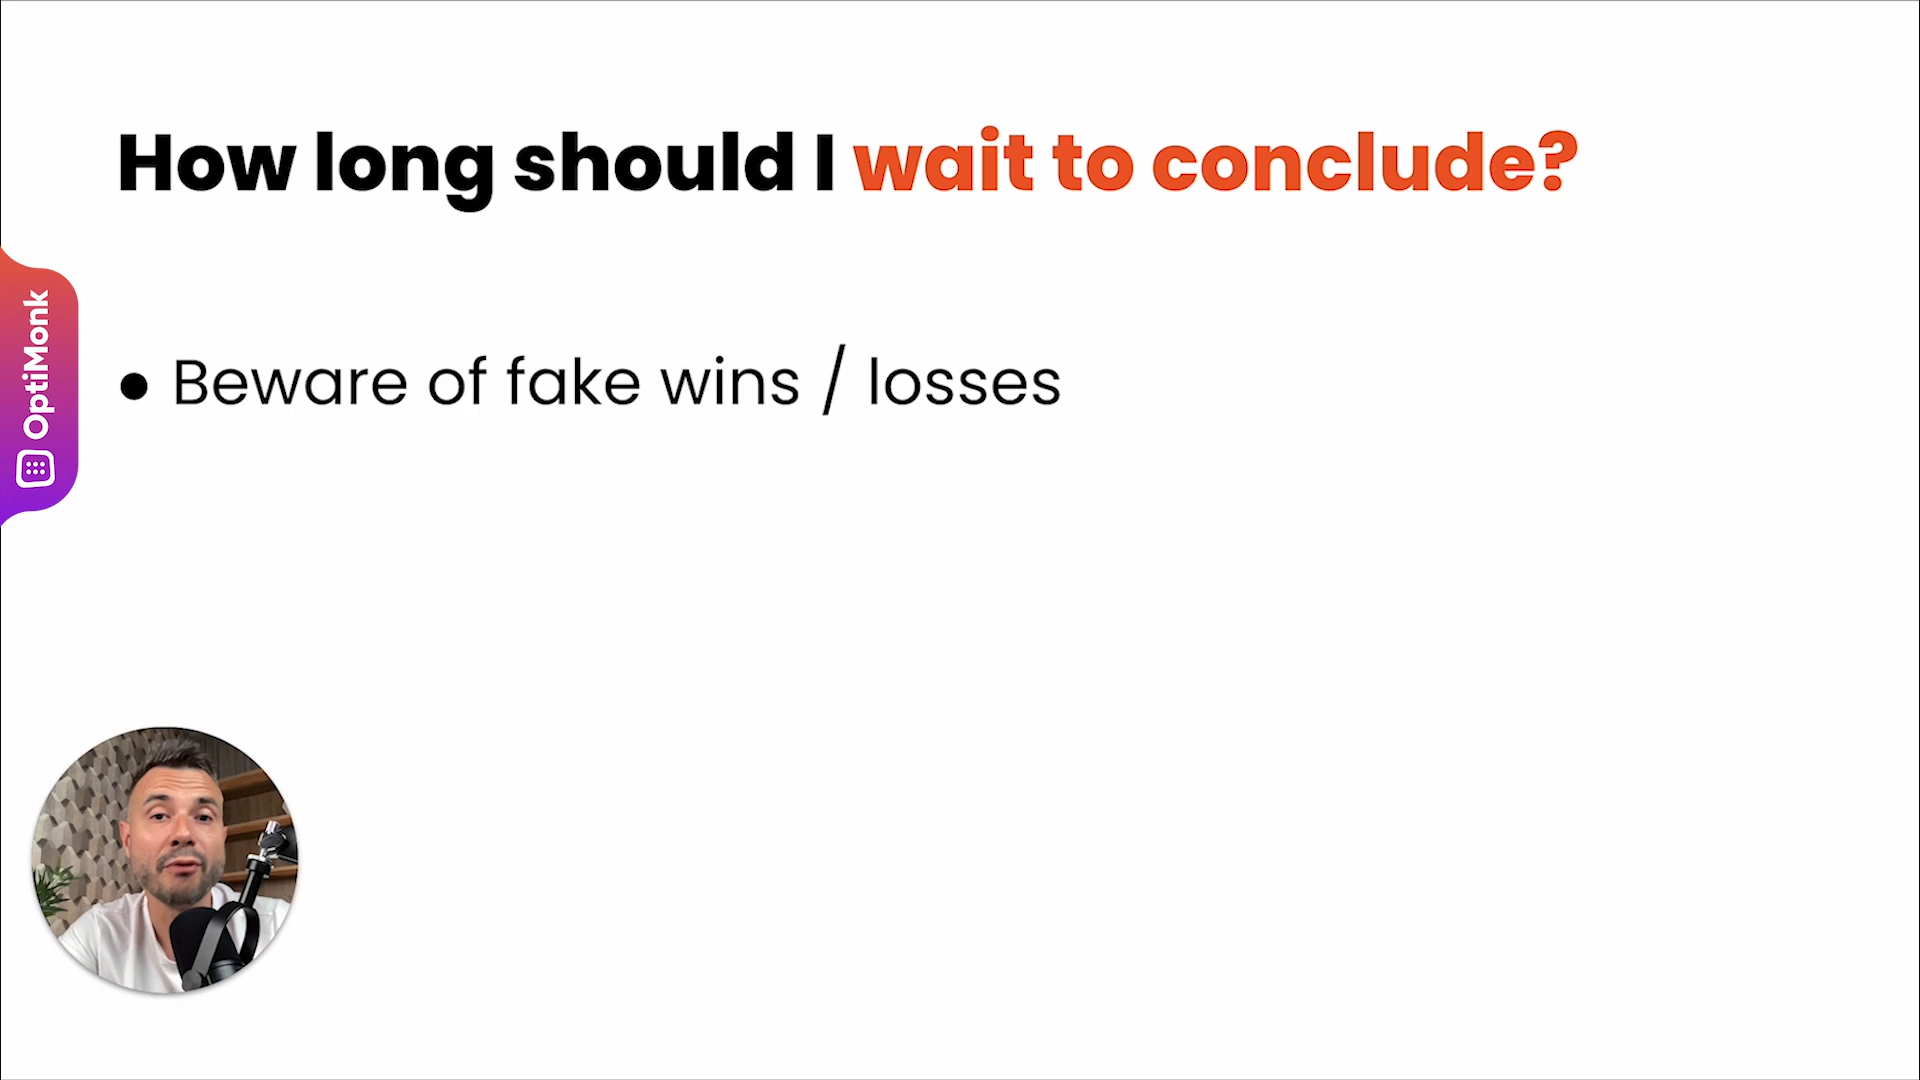 How long should I wait to conclude?
OptiMonk
● Beware of fake wins / losses